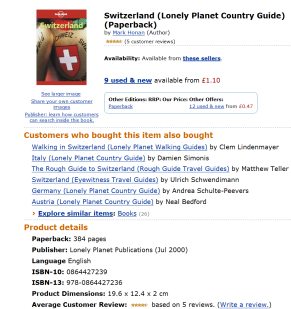 Switzerland
Switzerland (Lonely Planet Country Guide)
(Paperback)
by Mark Honan (Author)
(5 customer reviews)
Availability: Available from these sellers.
9 used & new available from £1.10
See larger image
Share your own customer
images
Publisher: learn how customers
can search inside this book.
Other Editions: RRP: Our Price: Other Offers:
Paperback 12 used & new from £0.47
Customers who bought this item also bought
Walking in Switzerland (Lonely Planet Walking Guides) by Clem Lindenmayer
Italy (Lonely Planet Country Guide) by Damien Simonis
The Rough Guide to Switzerland (Rough Guide Travel Guides) by Matthew Teller
Switzerland (Eyewitness Travel Guides) by Ulrich Schwendimann
Germany (Lonely Planet Country Guide) by Andrea Schulte-Peevers
Austria (Lonely Planet Country Guide) by Neal Bedford
› Explore similar items: Books (26)
Product details
Paperback: 384 pages
Publisher: Lonely Planet Publications (Jul 2000)
Language English
ISBN-10: 0864427239
ISBN-13: 978-0864427236
Product Dimensions: 19.6 x 12.4 x 2 cm
Average Customer Review: based on 5 reviews. (Write a review.)